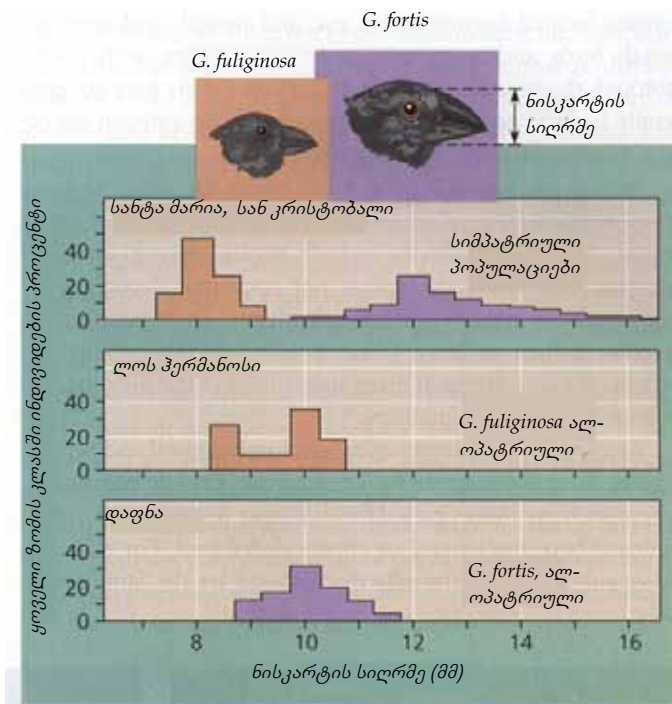 G. fortis
G. fuliginosa
ნისკარტის
სიღრმე
ყოველი ზომის კლასში ინდივიდების პროცენტი
სანტა მარია, სან კრისტობალი
სიმპატრიული
პოპულაციები
40
20
0
ლოს ჰერმანოსი
G. fuliginosa ალ-
ოპატრიული
40
20
0
დაფნა
G. fortis, ალ-
ოპატრიული
40
20
0
8 10 12 14 16
ნისკარტის სიღრმე (მმ)